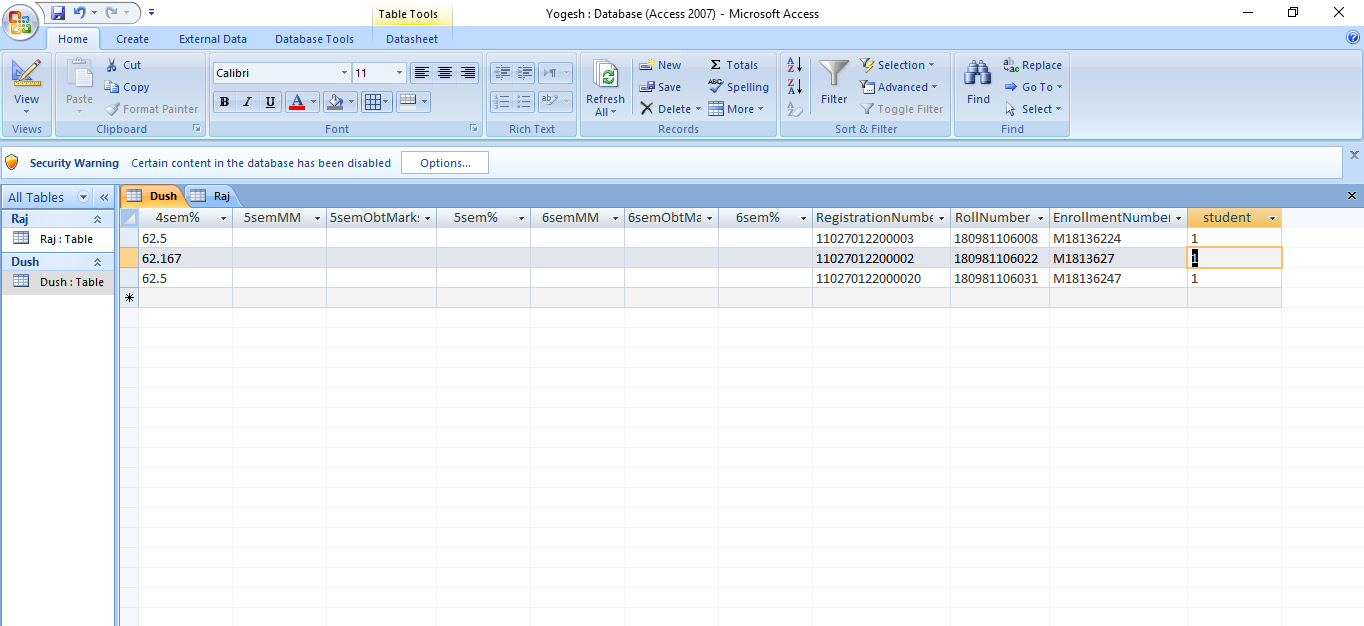 Table Tools
Yogesh : Database (Access 2007) - Microsoft Access
Home Create External Data Database Tools Datasheet
View
Views
Paste
Cut
Copy
Format Painter
Clipboard
Calibri 11
B I U A
Font
Rich Text
Refresh All
New
Save
Delete
Σ Totals
ABC Spelling
More
Records
Filter
Selection
Advanced
Toggle Filter
Sort & Filter
Find
Replace
Go To
Select
Find
Security Warning Certain content in the database has been disabled Options...
All Tables «
Raj
Raj : Table
Dush
Dush : Table
Dush Raj
4sem% 5semMM 5semObtMarks 5sem% 6semMM 6semObtMa 6sem% RegistrationNumbe RollNumber EnrollmentNumber student
62.5 11027012200003 180981106008 M18136224 1
62.167 11027012200002 180981106022 M1813627 1
62.5 110270122000020 180981106031 M18136247 1